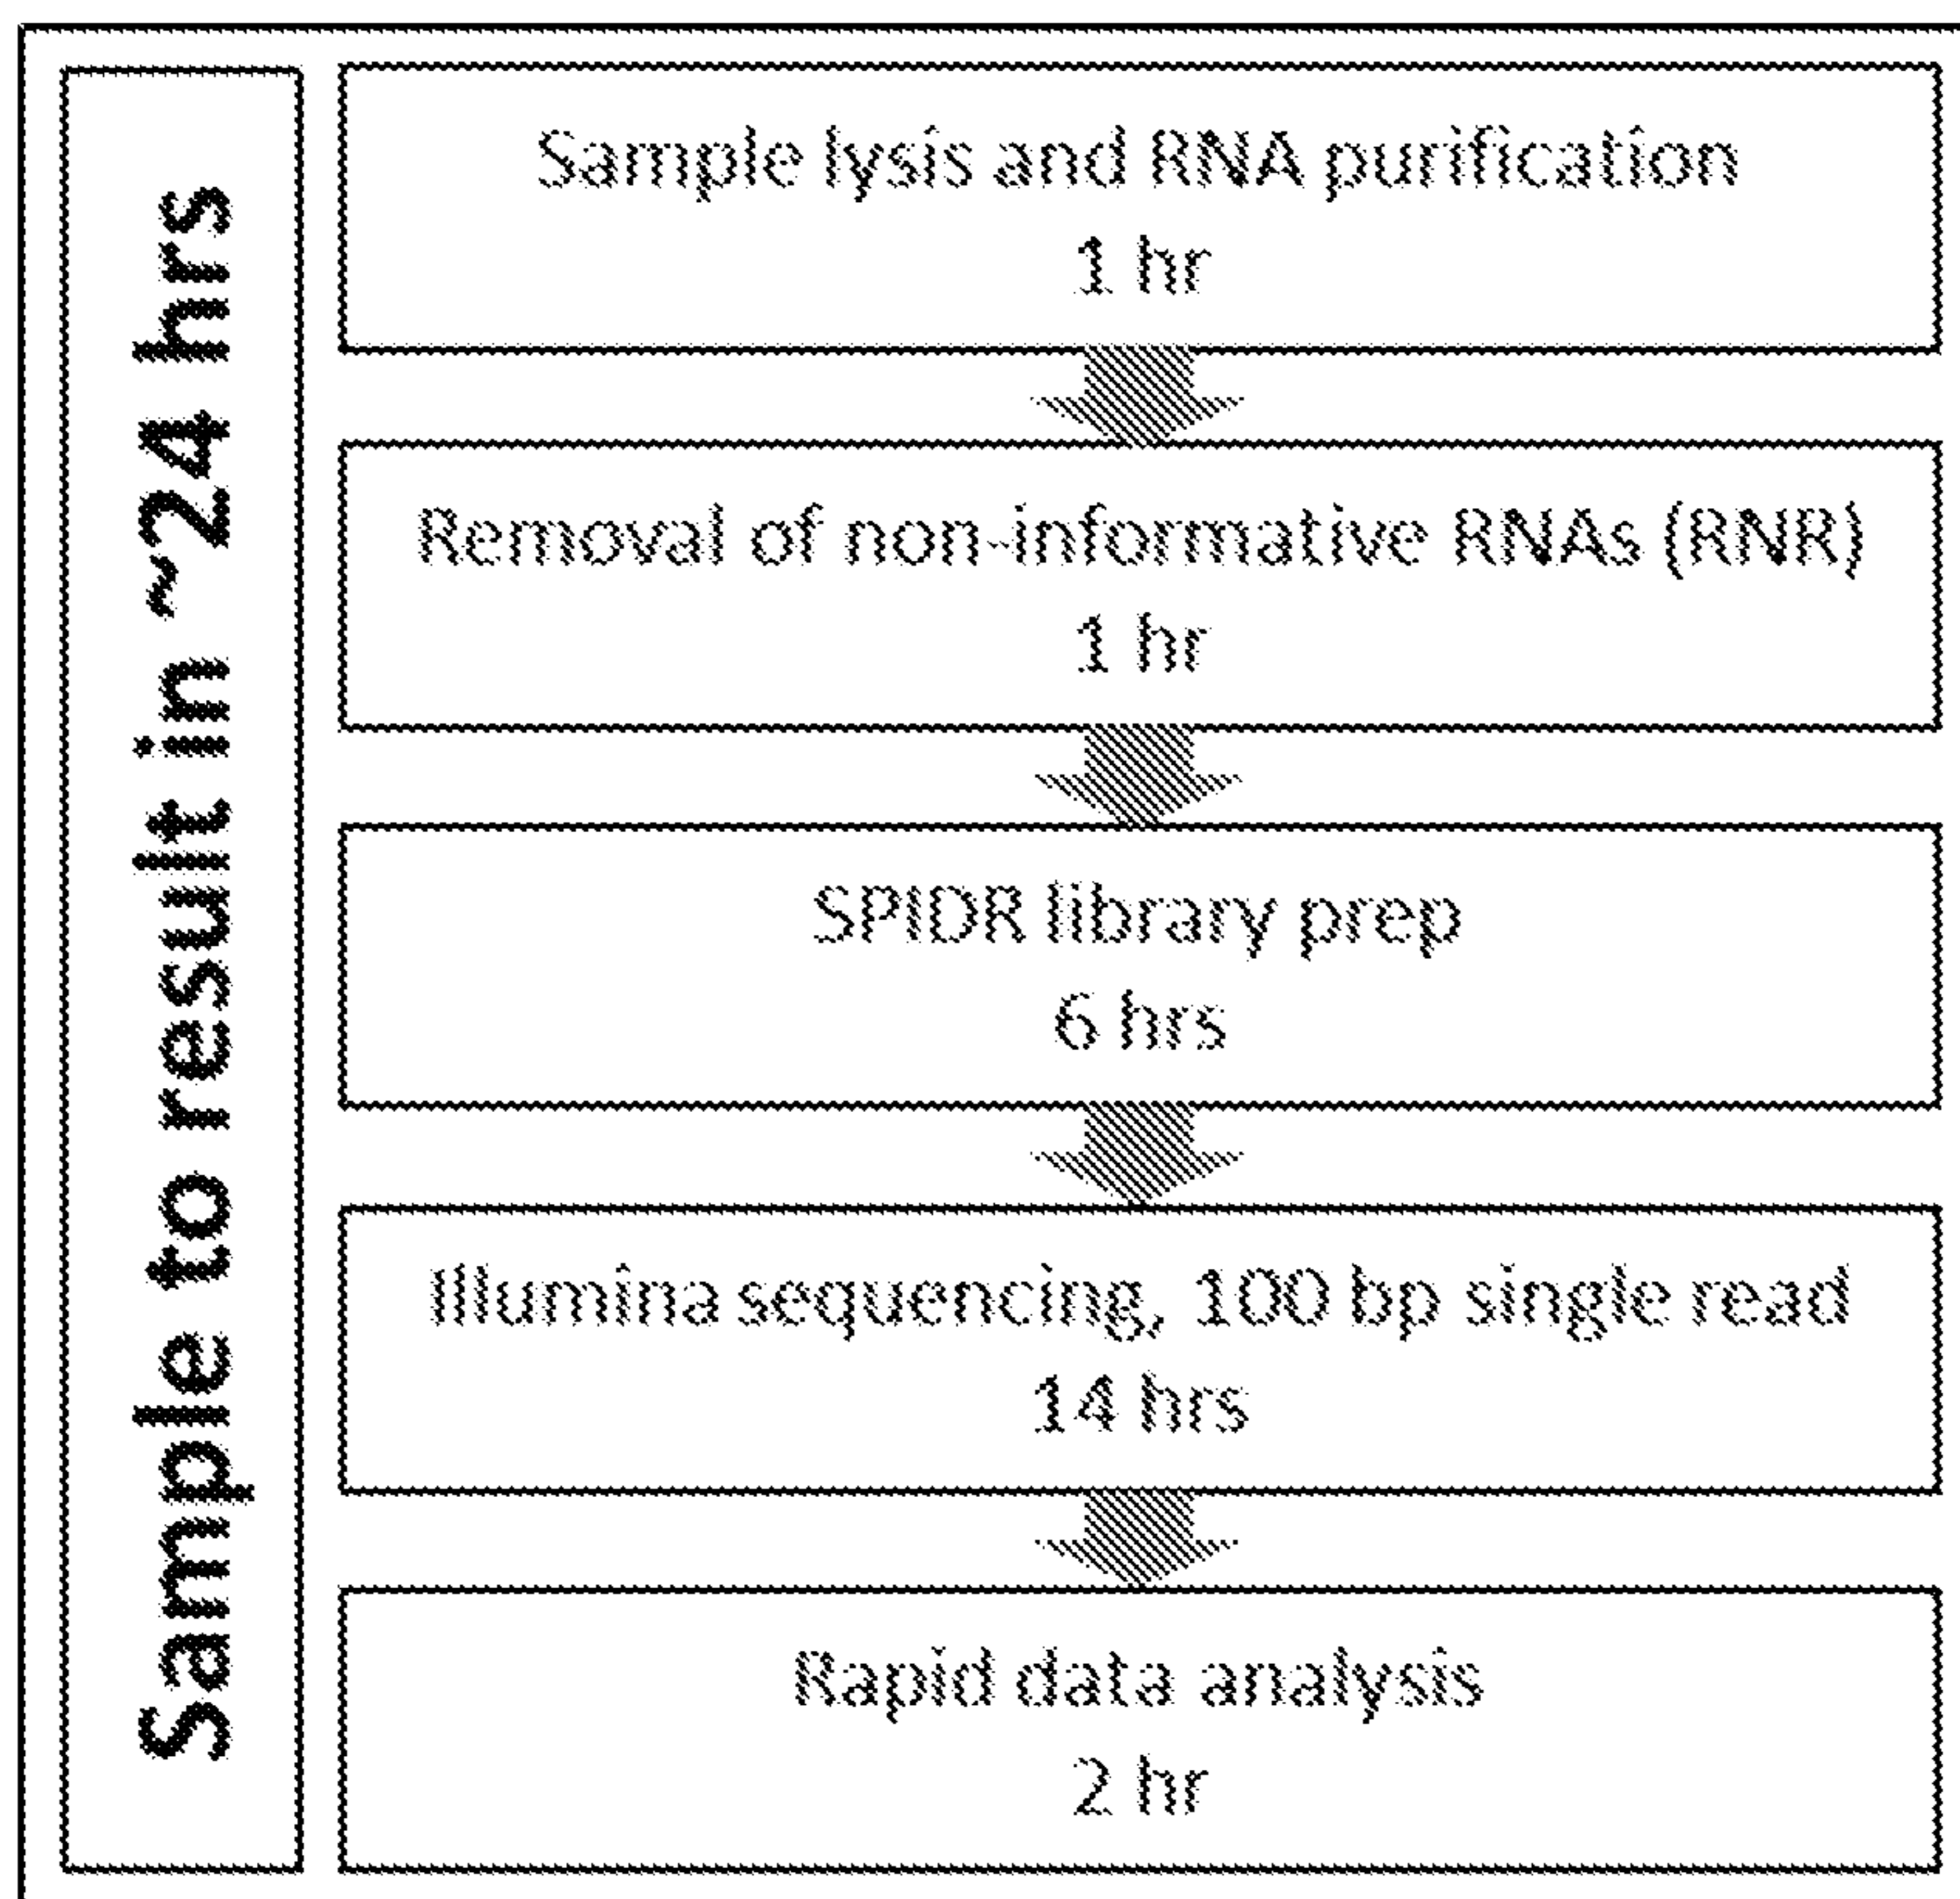 Sample to result in ~24 hrs
Sample lysis and RNA purification
1 hr
Removal of non-informative RNAs (RNR)
1 hr
SPIDR library prep
6 hrs
Illumina sequencing, 100 bp single read
14 hrs
Rapid data analysis
2 hr